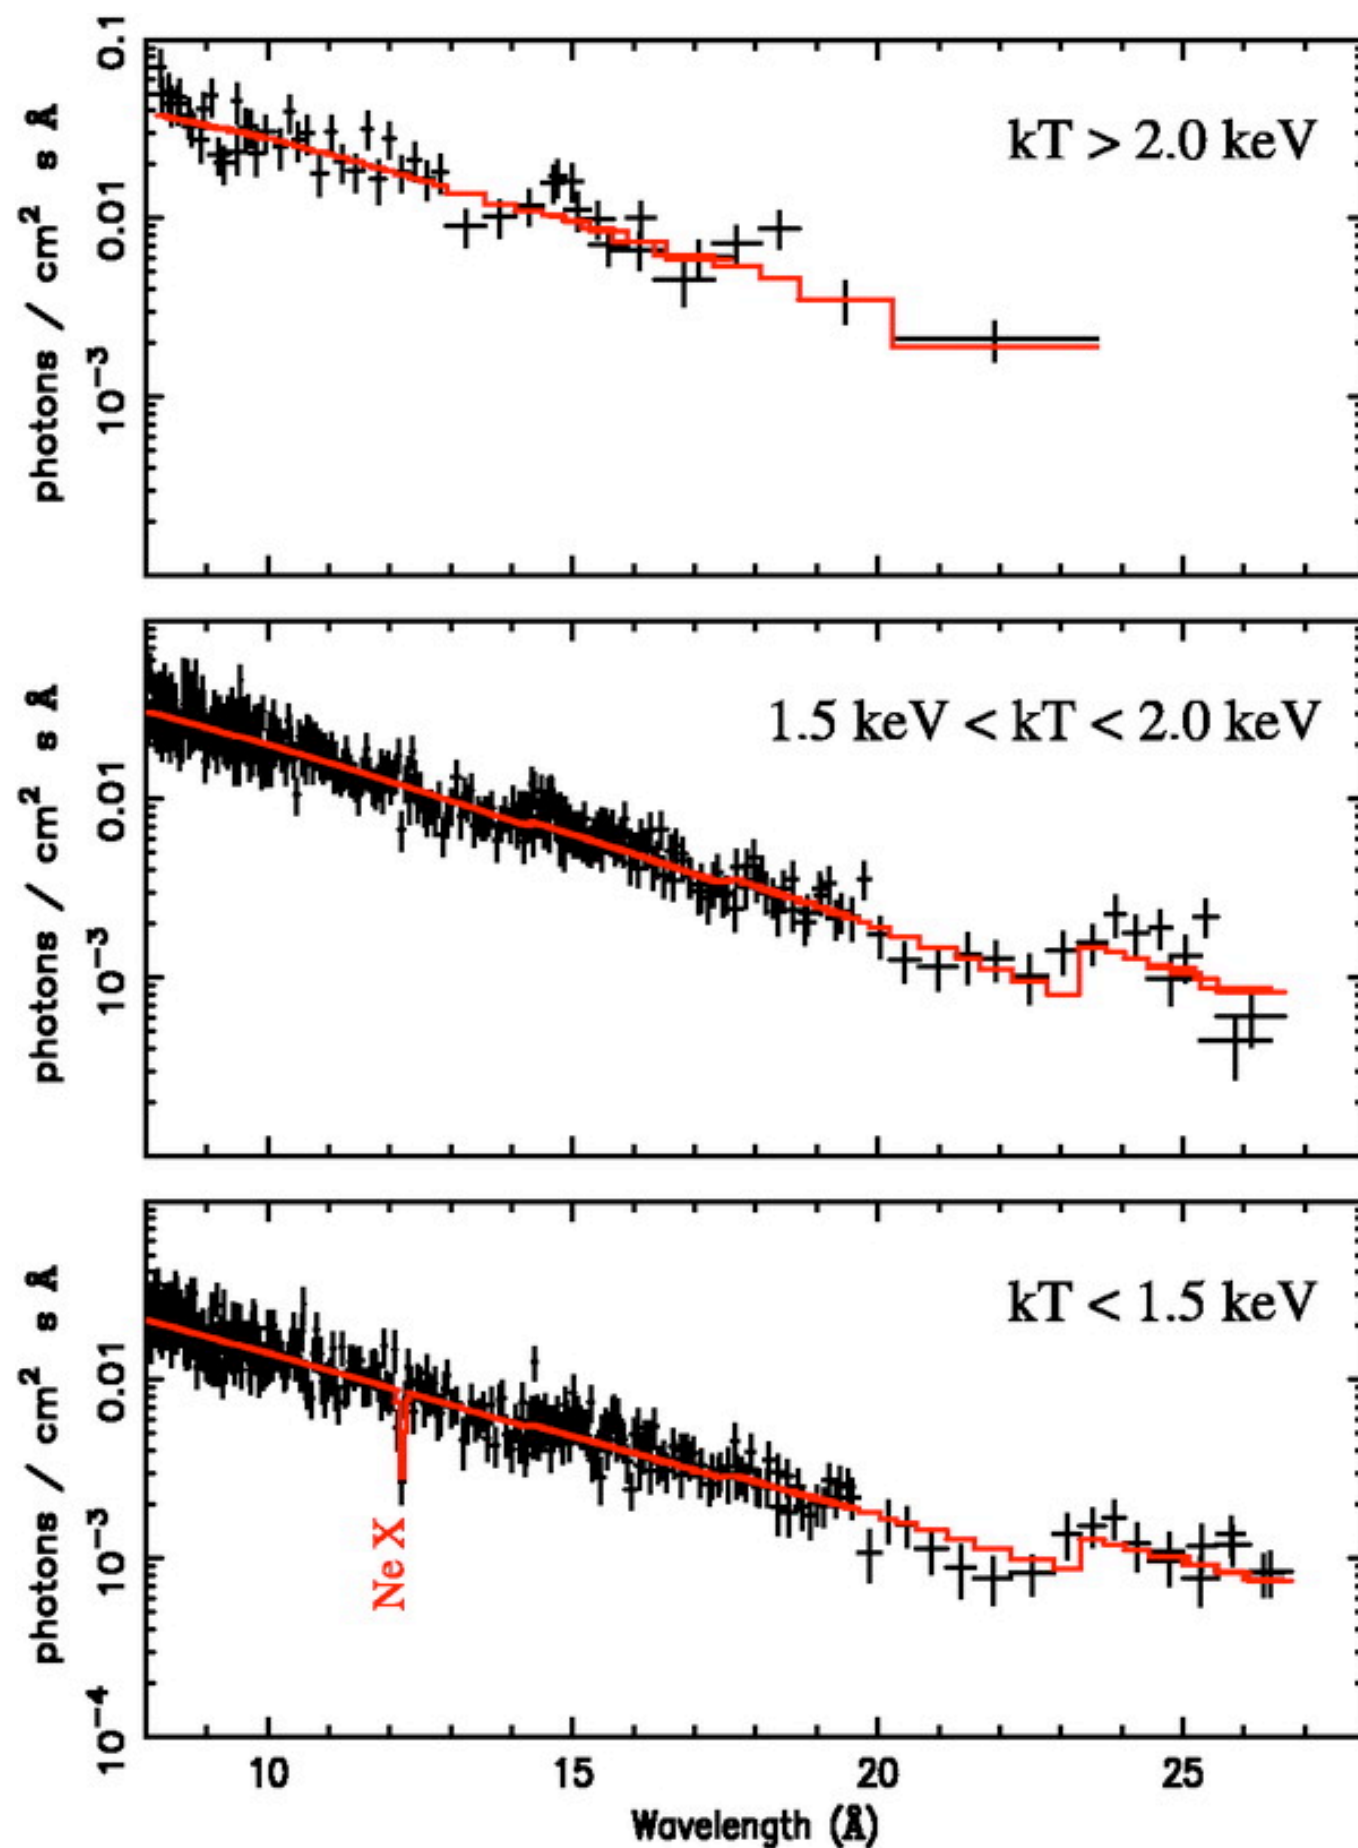 0.1
0.01
10⁻³
photons / cm² s Å
kT > 2.0 keV
0.01
10⁻³
photons / cm² s Å
1.5 keV < kT < 2.0 keV
0.01
10⁻³
10⁻⁴
photons / cm² s Å
kT < 1.5 keV
Ne X
10 15 20 25
Wavelength (Å)